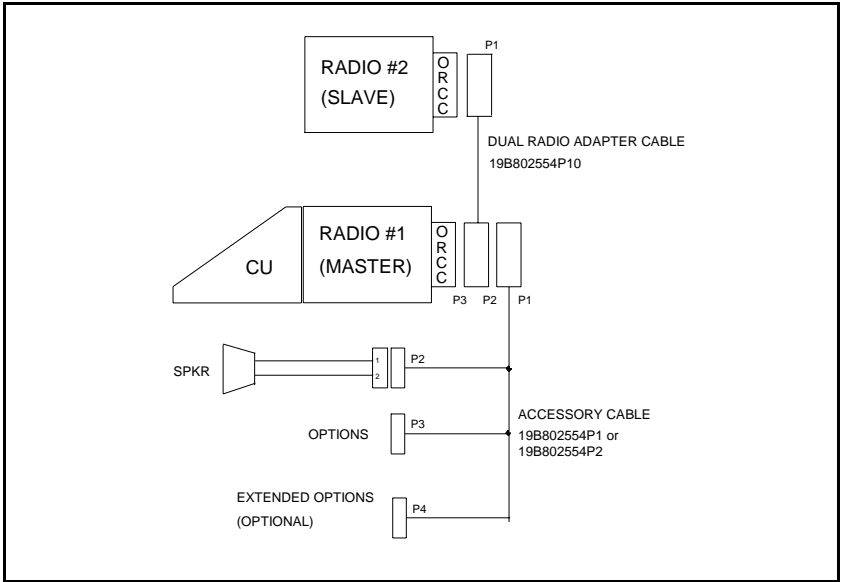 P1
RADIO #2
(SLAVE)
O
R
C
C
DUAL RADIO ADAPTER CABLE
19B802554P10
CU
RADIO #1
(MASTER)
O
R
C
C
P3 P2 P1
SPKR
1
2
P2
OPTIONS
P3
ACCESSORY CABLE
19B802554P1 or
19B802554P2
EXTENDED OPTIONS
(OPTIONAL)
P4